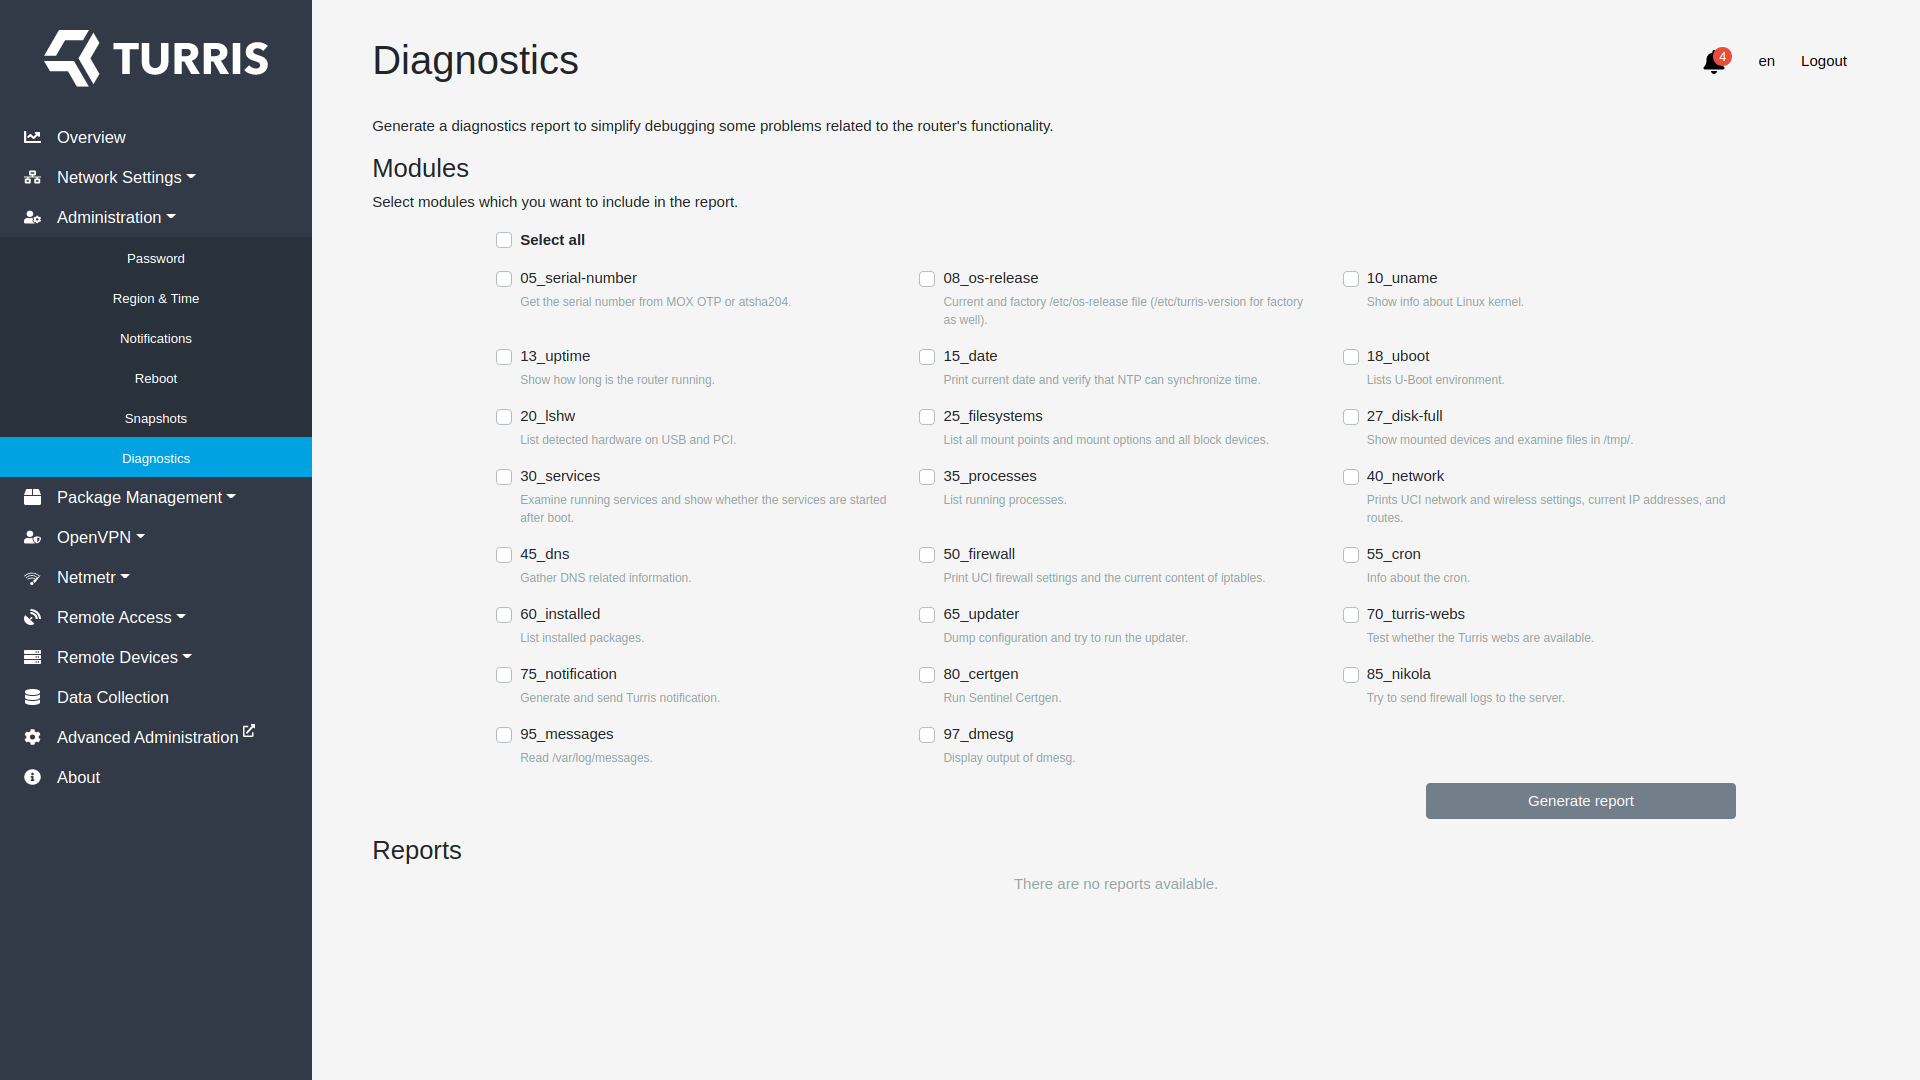 TURRIS
Overview
Network Settings
Administration
Password
Region & Time
Notifications
Reboot
Snapshots
Diagnostics
Package Management
OpenVPN
Netmetr
Remote Access
Remote Devices
Data Collection
Advanced Administration
About
Diagnostics
4
en
Logout
Generate a diagnostics report to simplify debugging some problems related to the router's functionality.
Modules
Select modules which you want to include in the report.
Select all
05_serial-number
Get the serial number from MOX OTP or atsha204.
08_os-release
Current and factory /etc/os-release file (/etc/turris-version for factory
as well).
10_uname
Show info about Linux kernel.
13_uptime
Show how long is the router running.
15_date
Print current date and verify that NTP can synchronize time.
18_uboot
Lists U-Boot environment.
20_lshw
List detected hardware on USB and PCI.
25_filesystems
List all mount points and mount options and all block devices.
27_disk-full
Show mounted devices and examine files in /tmp/.
30_services
Examine running services and show whether the services are started
after boot.
35_processes
List running processes.
40_network
Prints UCI network and wireless settings, current IP addresses, and
routes.
45_dns
Gather DNS related information.
50_firewall
Print UCI firewall settings and the current content of iptables.
55_cron
Info about the cron.
60_installed
List installed packages.
65_updater
Dump configuration and try to run the updater.
70_turris-webs
Test whether the Turris webs are available.
75_notification
Generate and send Turris notification.
80_certgen
Run Sentinel Certgen.
85_nikola
Try to send firewall logs to the server.
95_messages
Read /var/log/messages.
97_dmesg
Display output of dmesg.
Generate report
Reports
There are no reports available.